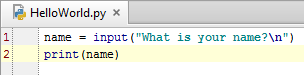 HelloWorld.py ×
1 name = input("What is your name?\n")
2 print(name)